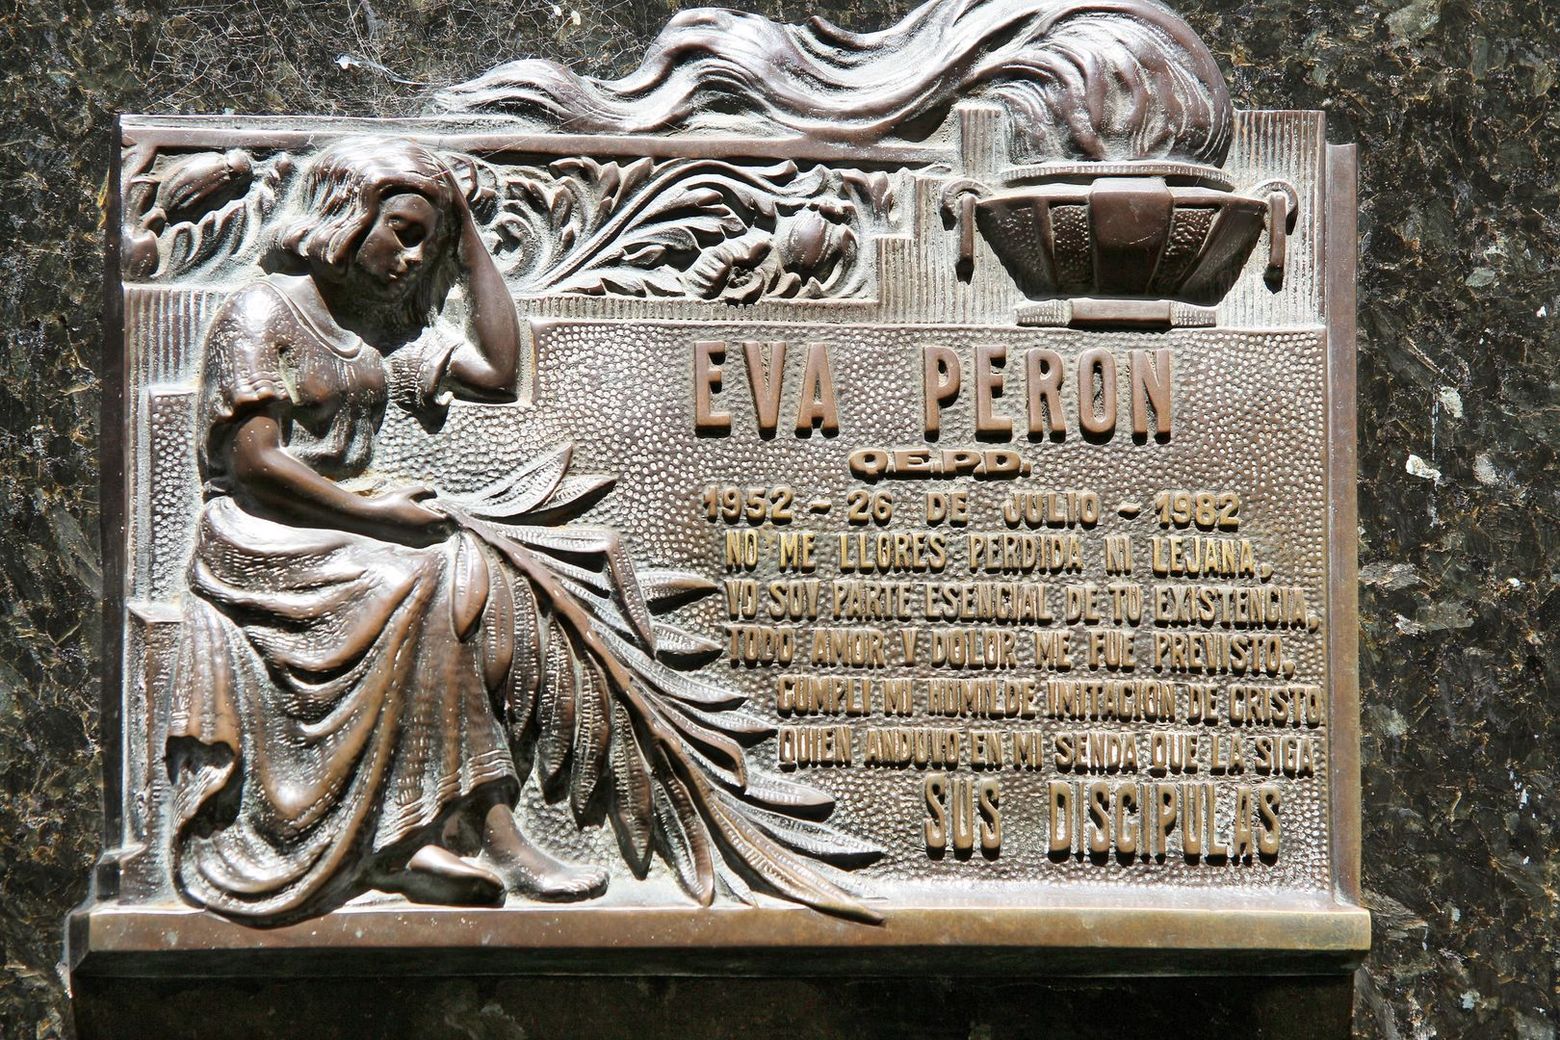 EVA PERON
Q.E.P.D.
1952 - 26 DE JULIO - 1982
NO ME LLORES PERDIDA NI LEJANA,
YO SOY PARTE ESENCIAL DE TU EXISTENCIA,
TODO AMOR Y DOLOR ME FUE PREVISTO,
CUMPLI MI HUMILDE IMITACION DE CRISTO
QUIEN ANDUVO EN MI SENDA QUE LA SIGA
SUS DISCIPULAS